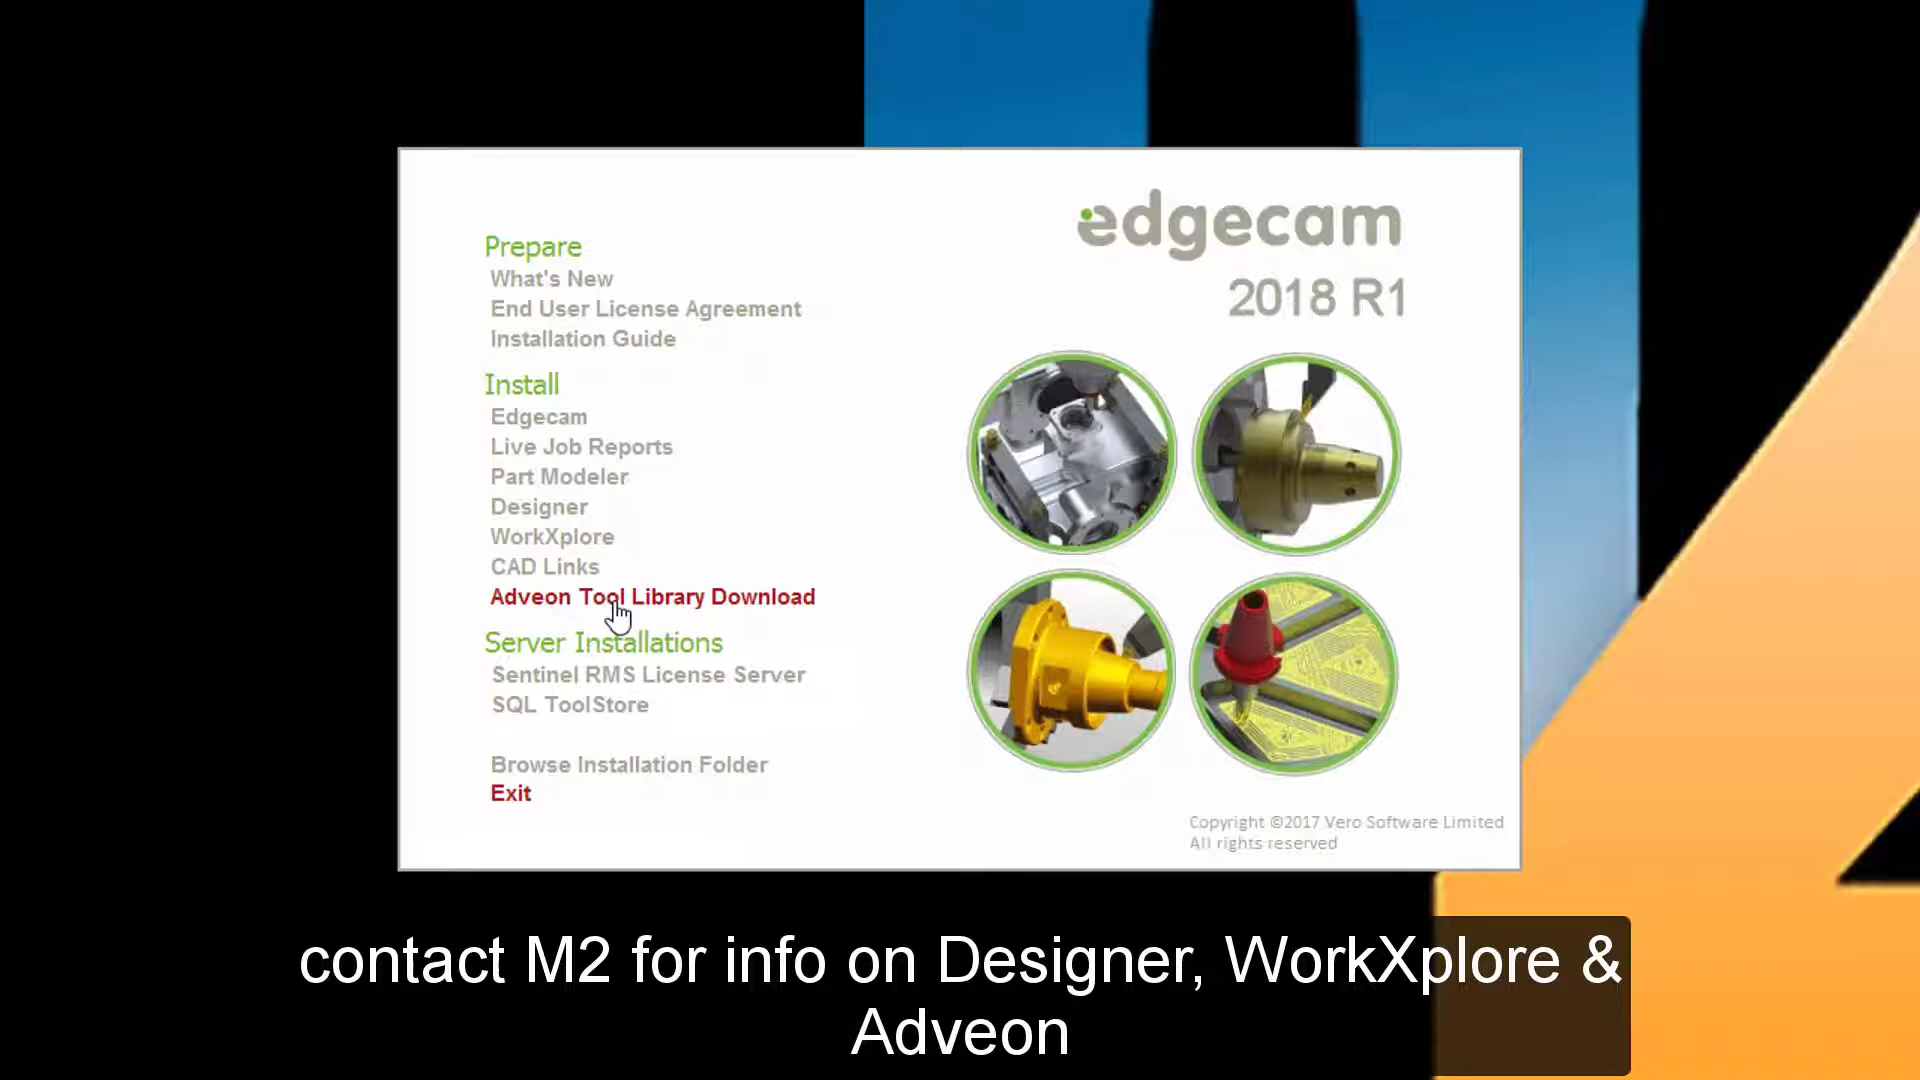 edgecam
2018 R1
Prepare
What's New
End User License Agreement
Installation Guide
Install
Edgecam
Live Job Reports
Part Modeler
Designer
WorkXplore
CAD Links
Adveon Tool Library Download
Server Installations
Sentinel RMS License Server
SQL ToolStore
Browse Installation Folder
Exit
Copyright ©2017 Vero Software Limited
All rights reserved
contact M2 for info on Designer, WorkXplore &
Adveon